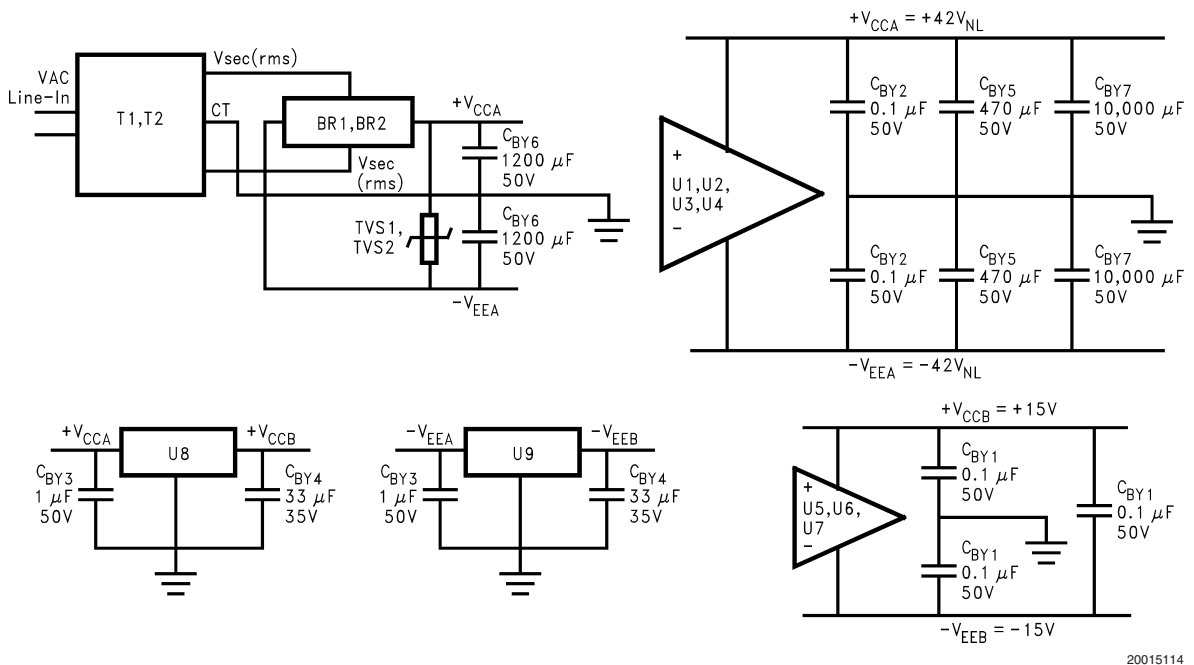 VAC
Line-In
T1,T2
Vsec(rms)
CT
BR1,BR2
Vsec
(rms)
+VCCA
CBY6
1200 µF
50V
TVS1,
TVS2
CBY6
1200 µF
50V
-VEEA
+VCCA = +42VNL
CBY2
0.1 µF
50V
CBY5
470 µF
50V
CBY7
10,000 µF
50V
+
U1,U2,
U3,U4
-
CBY2
0.1 µF
50V
CBY5
470 µF
50V
CBY7
10,000 µF
50V
-VEEA = -42VNL
+VCCA
U8
+VCCB
CBY3
1 µF
50V
CBY4
33 µF
35V
-VEEA
U9
-VEEB
CBY3
1 µF
50V
CBY4
33 µF
35V
+VCCB = +15V
+
U5,U6,
U7
-
CBY1
0.1 µF
50V
CBY1
0.1 µF
50V
CBY1
0.1 µF
50V
-VEEB = -15V
20015114